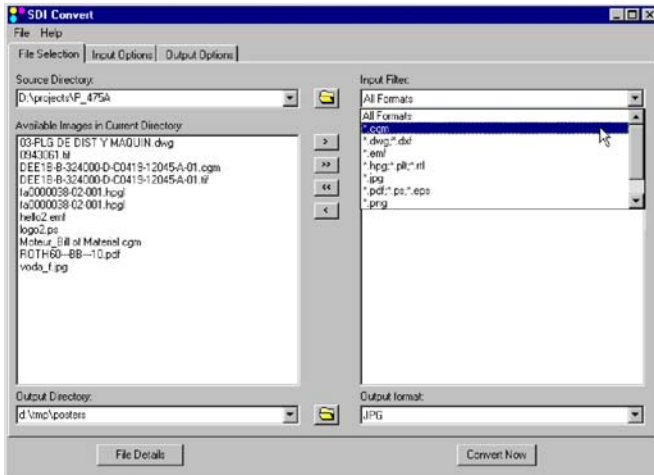 SDI Convert
File Help
File Selection Input Options Output Options
Source Directory:
D:\projects\P_475A
Available Images in Current Directory
03-PLG DE DIST Y MAQUIN.dwg
0943061.tif
DEE1B-B-324000-D-C0419-12045-A-01.cgm
DEE1B-B-324000-D-C0419-12045-A-01.tif
ta0000038-02-001.hpgl
ta0000038-02-001.hpgl
hello2.emf
logo2.ps
Moteur_Bill of Material.cgm
ROTH60---BB---10.pdf
voda_f.jpg
Output Directory:
d:\tmp\posters
File Details
>
>>
<<
<
Input Filter:
All Formats
All Formats
*.cgm
*.dwg;*.dxf
*.emf
*.hpg;*.plt;*.rtl
*.jpg
*.pdf;*.ps;*.eps
*.png
Output format:
JPG
Convert Now